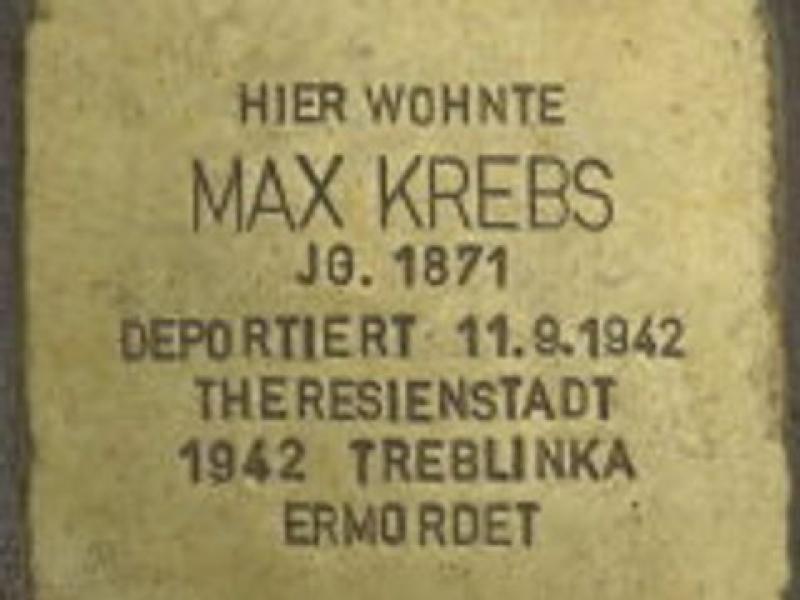 HIER WOHNTE
MAX KREBS
JG. 1871
DEPORTIERT 11.9.1942
THERESIENSTADT
1942 TREBLINKA
ERMORDET